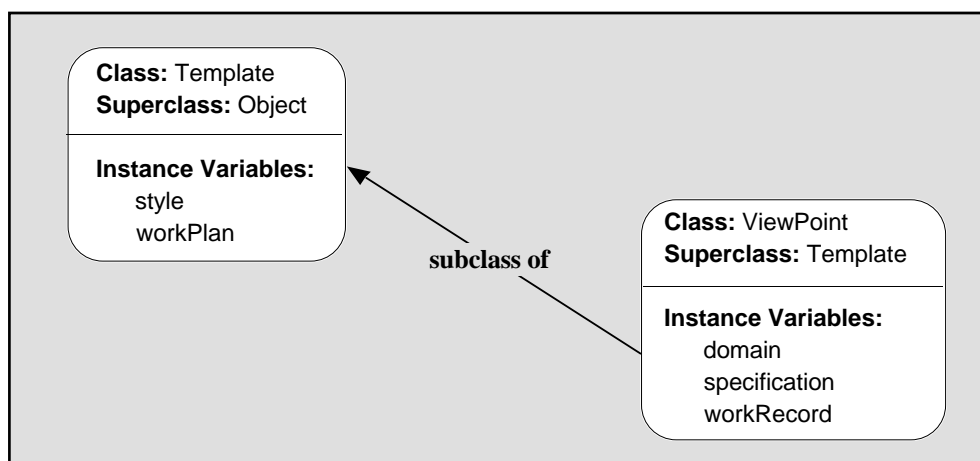 Class: Template
Superclass: Object
Instance Variables:
style
workPlan
subclass of
Class: ViewPoint
Superclass: Template
Instance Variables:
domain
specification
workRecord